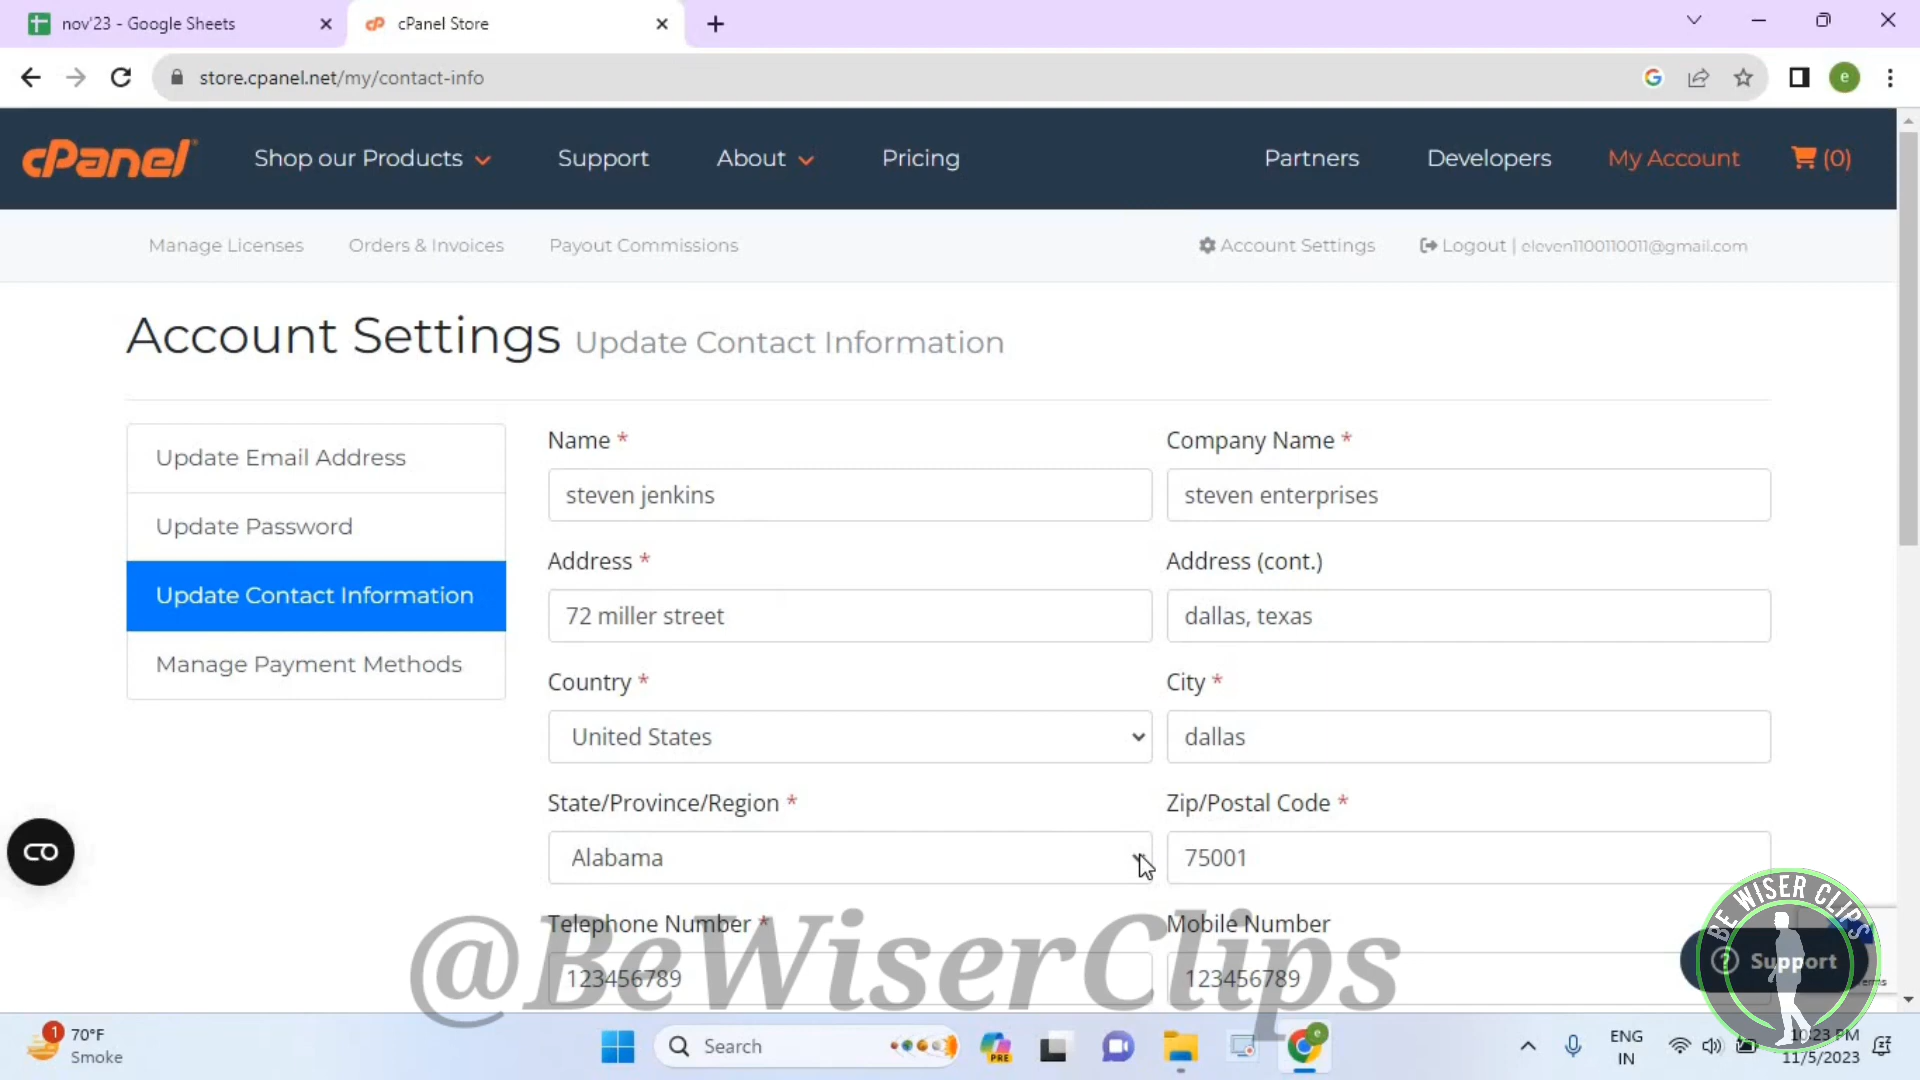 nov'23 - Google Sheets
cPanel Store
store.cpanel.net/my/contact-info
e
cPanel
Shop our Products
Support
About
Pricing
Partners
Developers
My Account
(0)
Manage Licenses
Orders & Invoices
Payout Commissions
Account Settings
Logout | eleven1100110011@gmail.com
Account Settings Update Contact Information
Update Email Address
Update Password
Update Contact Information
Manage Payment Methods
Name *
Company Name *
steven jenkins
steven enterprises
Address *
Address (cont.)
72 miller street
dallas, texas
Country *
City *
United States
dallas
State/Province/Region *
Zip/Postal Code *
Alabama
75001
Telephone Number *
Mobile Number
123456789
123456789
@BeWiserClips
BE WISER CLIPS
Support
1
70°F
Smoke
Search
PRE
ENG
IN
10:23 PM
11/5/2023